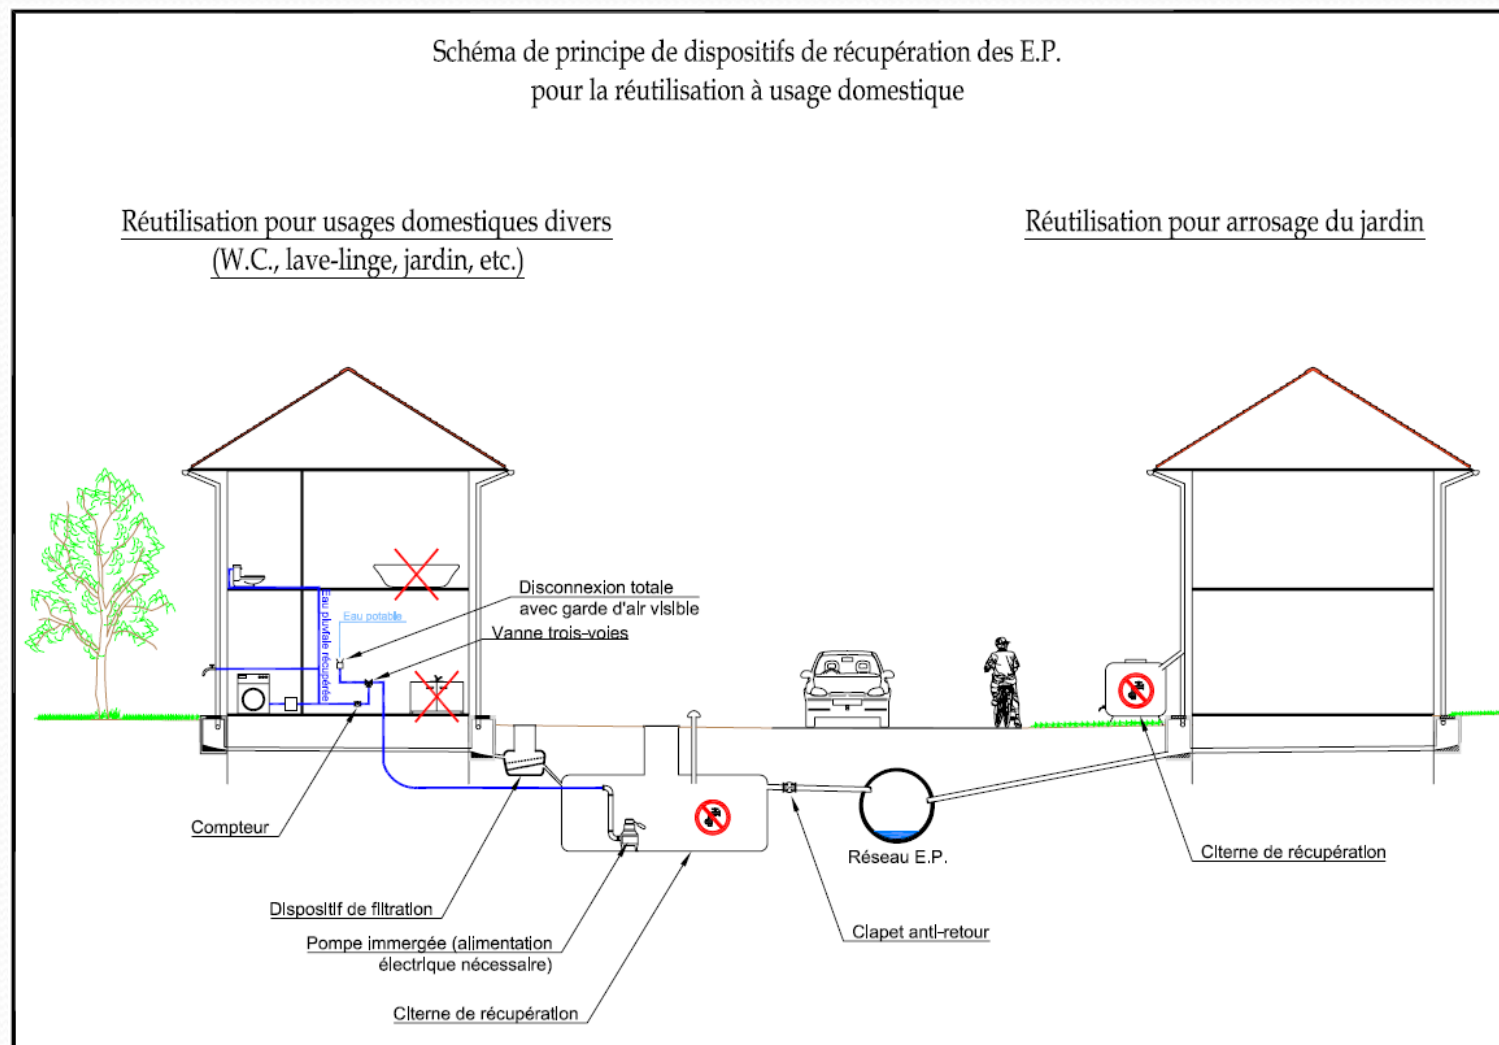 Schéma de principe de dispositifs de récupération des E.P.
pour la réutilisation à usage domestique
Réutilisation pour usages domestiques divers
(W.C., lave-linge, jardin, etc.)
Réutilisation pour arrosage du jardin
Disconnexion totale
avec garde d'air visible
Eau potable
Vanne trois-voies
Eau pluviale récupérée
Compteur
Réseau E.P.
Citerne de récupération
Dispositif de filtration
Clapet anti-retour
Pompe immergée (alimentation
électrique nécessaire)
Citerne de récupération